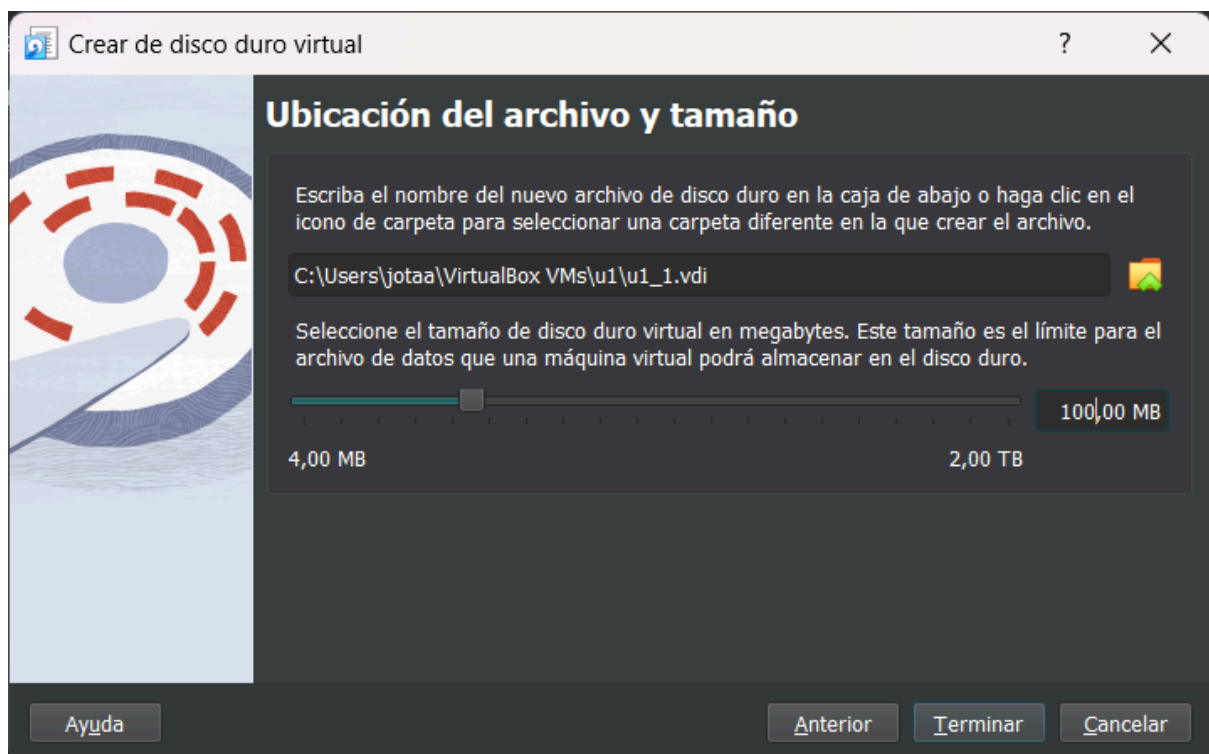 Crear de disco duro virtual
?
Ubicación del archivo y tamaño
Escriba el nombre del nuevo archivo de disco duro en la caja de abajo o haga clic en el
icono de carpeta para seleccionar una carpeta diferente en la que crear el archivo.
C:\Users\jotaa\VirtualBox VMs\u1\u1_1.vdi
Seleccione el tamaño de disco duro virtual en megabytes. Este tamaño es el límite para el
archivo de datos que una máquina virtual podrá almacenar en el disco duro.
100,00 MB
4,00 MB
2,00 TB
Ayuda
Anterior
Terminar
Cancelar